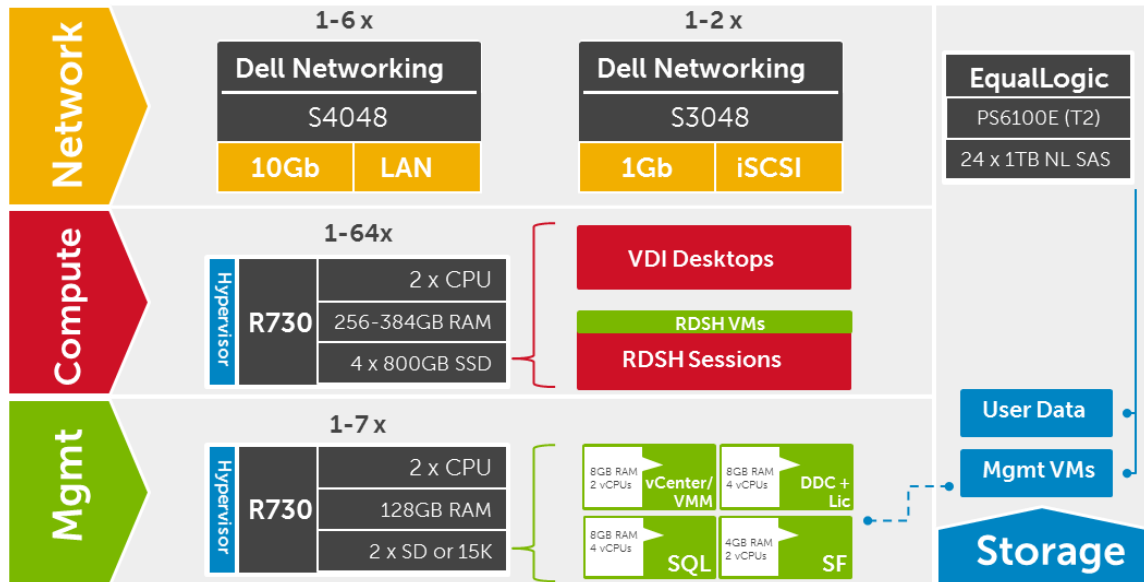 Network
1-6 x
Dell Networking
S4048
10Gb LAN
1-2 x
Dell Networking
S3048
1Gb iSCSI
Compute
1-64x
Hypervisor
R730
2 x CPU
256-384GB RAM
4 x 800GB SSD
VDI Desktops
RDSH VMs
RDSH Sessions
Mgmt
1-7 x
Hypervisor
R730
2 x CPU
128GB RAM
2 x SD or 15K
8GB RAM
2 vCPUs
vCenter/
VMM
8GB RAM
4 vCPUs
DDC +
Lic
8GB RAM
4 vCPUs
SQL
4GB RAM
2 vCPUs
SF
EqualLogic
PS6100E (T2)
24 x 1TB NL SAS
User Data
Mgmt VMs
Storage